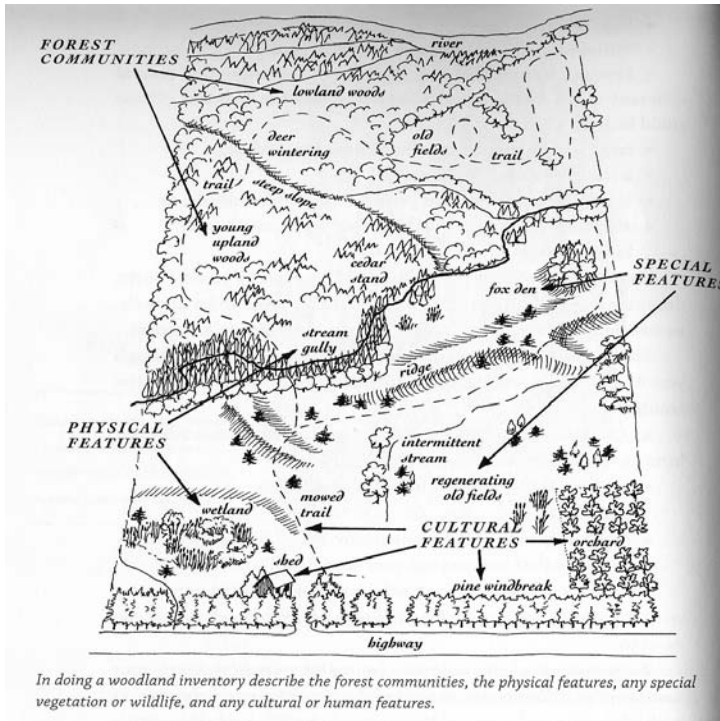 FOREST
COMMUNITIES
river
lowland woods
deer
wintering
old
fields
trail
trail
steep slope
young
upland
woods
cedar
stand
SPECIAL
FEATURES
fox den
stream
gully
ridge
PHYSICAL
FEATURES
intermittent
stream
regenerating
old fields
wetland
mowed
trail
CULTURAL
FEATURES
orchard
shed
pine windbreak
highway
In doing a woodland inventory describe the forest communities, the physical features, any special
vegetation or wildlife, and any cultural or human features.